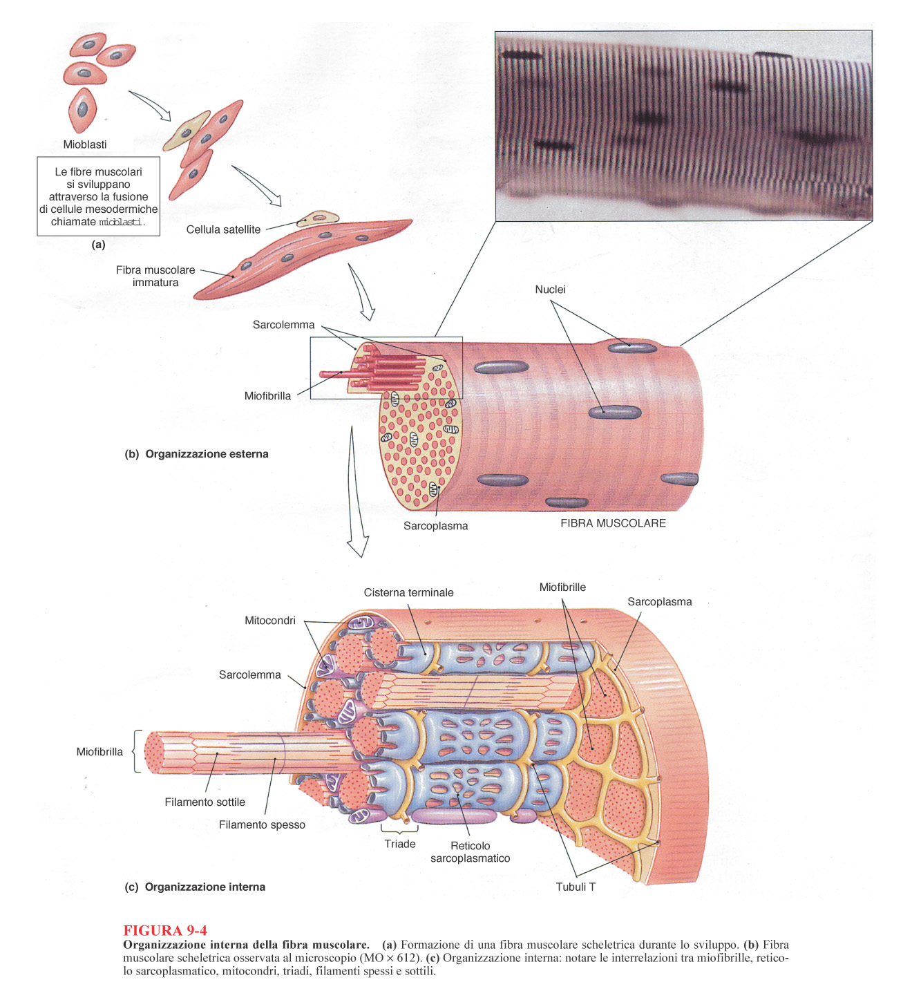 Mioblasti
Le fibre muscolari
si sviluppano
attraverso la fusione
di cellule mesodermiche
chiamate mioblasti.
(a)
Cellula satellite
Fibra muscolare
immatura
Nuclei
Sarcolemma
Miofibrilla
(b) Organizzazione esterna
Sarcoplasma
FIBRA MUSCOLARE
Cisterna terminale
Miofibrille
Sarcoplasma
Mitocondri
Sarcolemma
Miofibrilla
Filamento sottile
Filamento spesso
Triade
Reticolo
sarcoplasmatico
Tubuli T
(c) Organizzazione interna
FIGURA 9-4
Organizzazione interna della fibra muscolare. (a) Formazione di una fibra muscolare scheletrica durante lo sviluppo. (b) Fibra
muscolare scheletrica osservata al microscopio (MO × 612). (c) Organizzazione interna: notare le interrelazioni tra miofibrille, retico-
lo sarcoplasmatico, mitocondri, triadi, filamenti spessi e sottili.